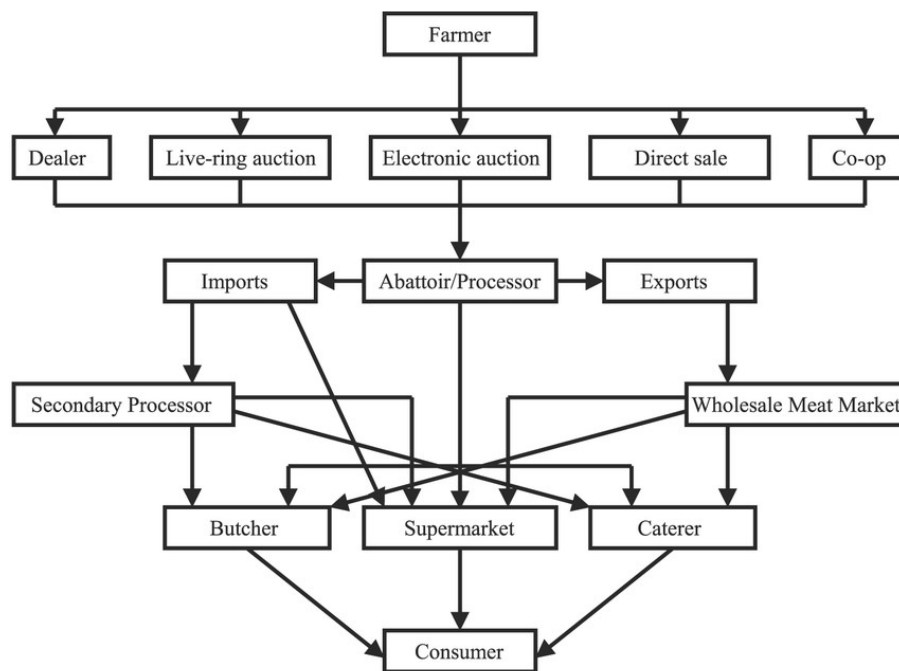 Farmer
Dealer
Live-ring auction
Electronic auction
Direct sale
Co-op
Imports
Abattoir/Processor
Exports
Secondary Processor
Wholesale Meat Market
Butcher
Supermarket
Caterer
Consumer